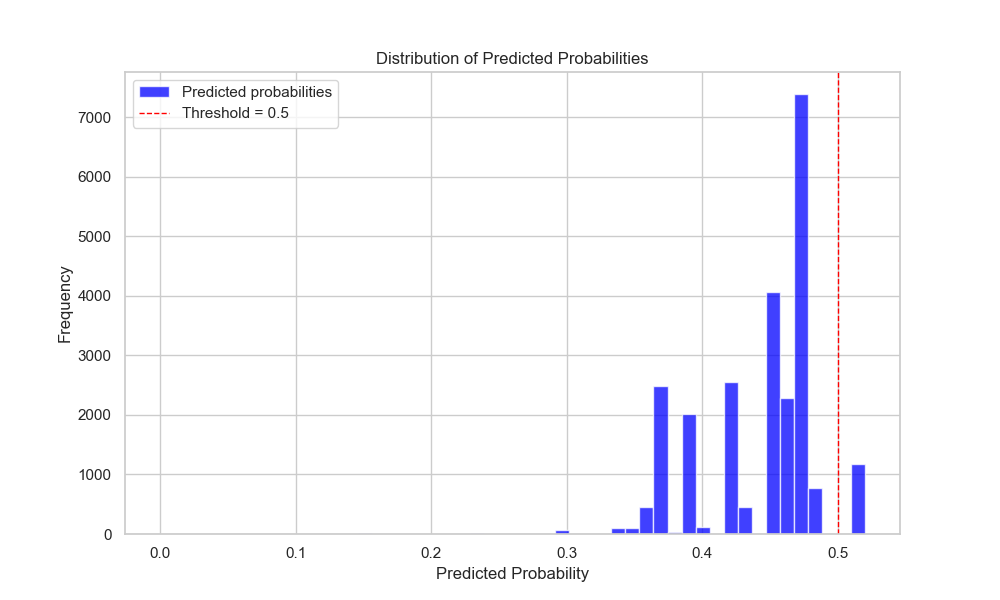 Distribution of Predicted Probabilities
Predicted probabilities
Threshold = 0.5
7000
6000
5000
4000
3000
2000
1000
0
Frequency
0.0 0.1 0.2 0.3 0.4 0.5
Predicted Probability